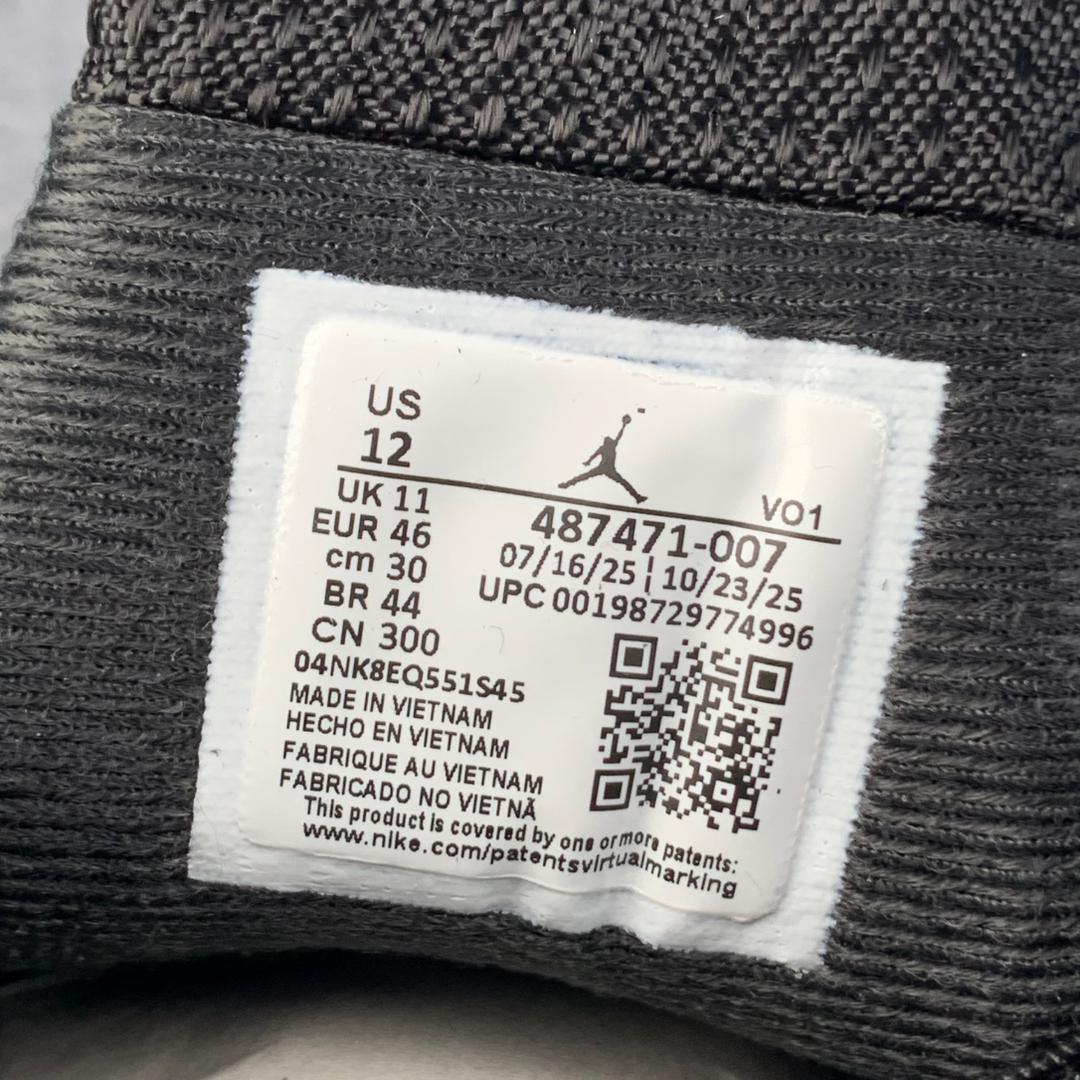 US
12
VO1
UK 11
EUR 46
cm 30
BR 44
CN 300
487471-007
07/16/25 | 10/23/25
UPC 00198729774996
04NK8EQ551S45
MADE IN VIETNAM
HECHO EN VIETNAM
FABRIQUE AU VIETNAM
FABRICADO NO VIETNÃ
This product is covered by one or more patents:
www.nike.com/patentsvirtualmarking